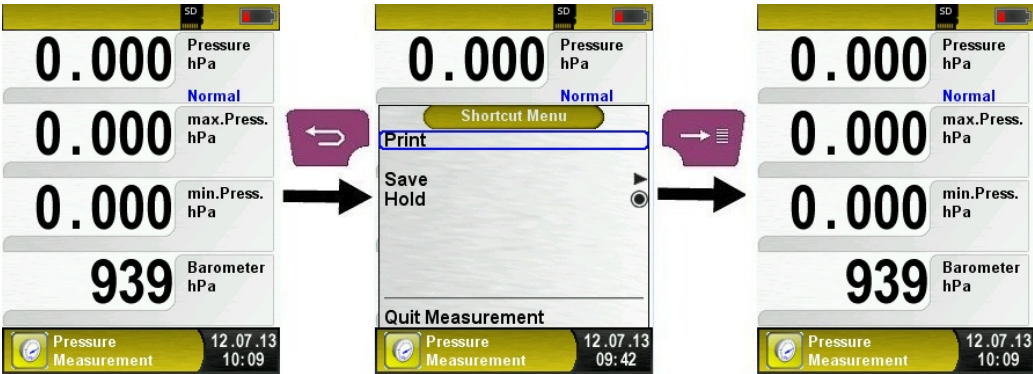 SD
0.000 Pressure
hPa
Normal
0.000 max.Press.
hPa
0.000 min.Press.
hPa
939 Barometer
hPa
Pressure 12.07.13
Measurement 10:09
SD
0.000 Pressure
hPa
Normal
Shortcut Menu
Print
Save
Hold
Quit Measurement
Pressure 12.07.13
Measurement 09:42
SD
0.000 Pressure
hPa
Normal
0.000 max.Press.
hPa
0.000 min.Press.
hPa
939 Barometer
hPa
Pressure 12.07.13
Measurement 10:09